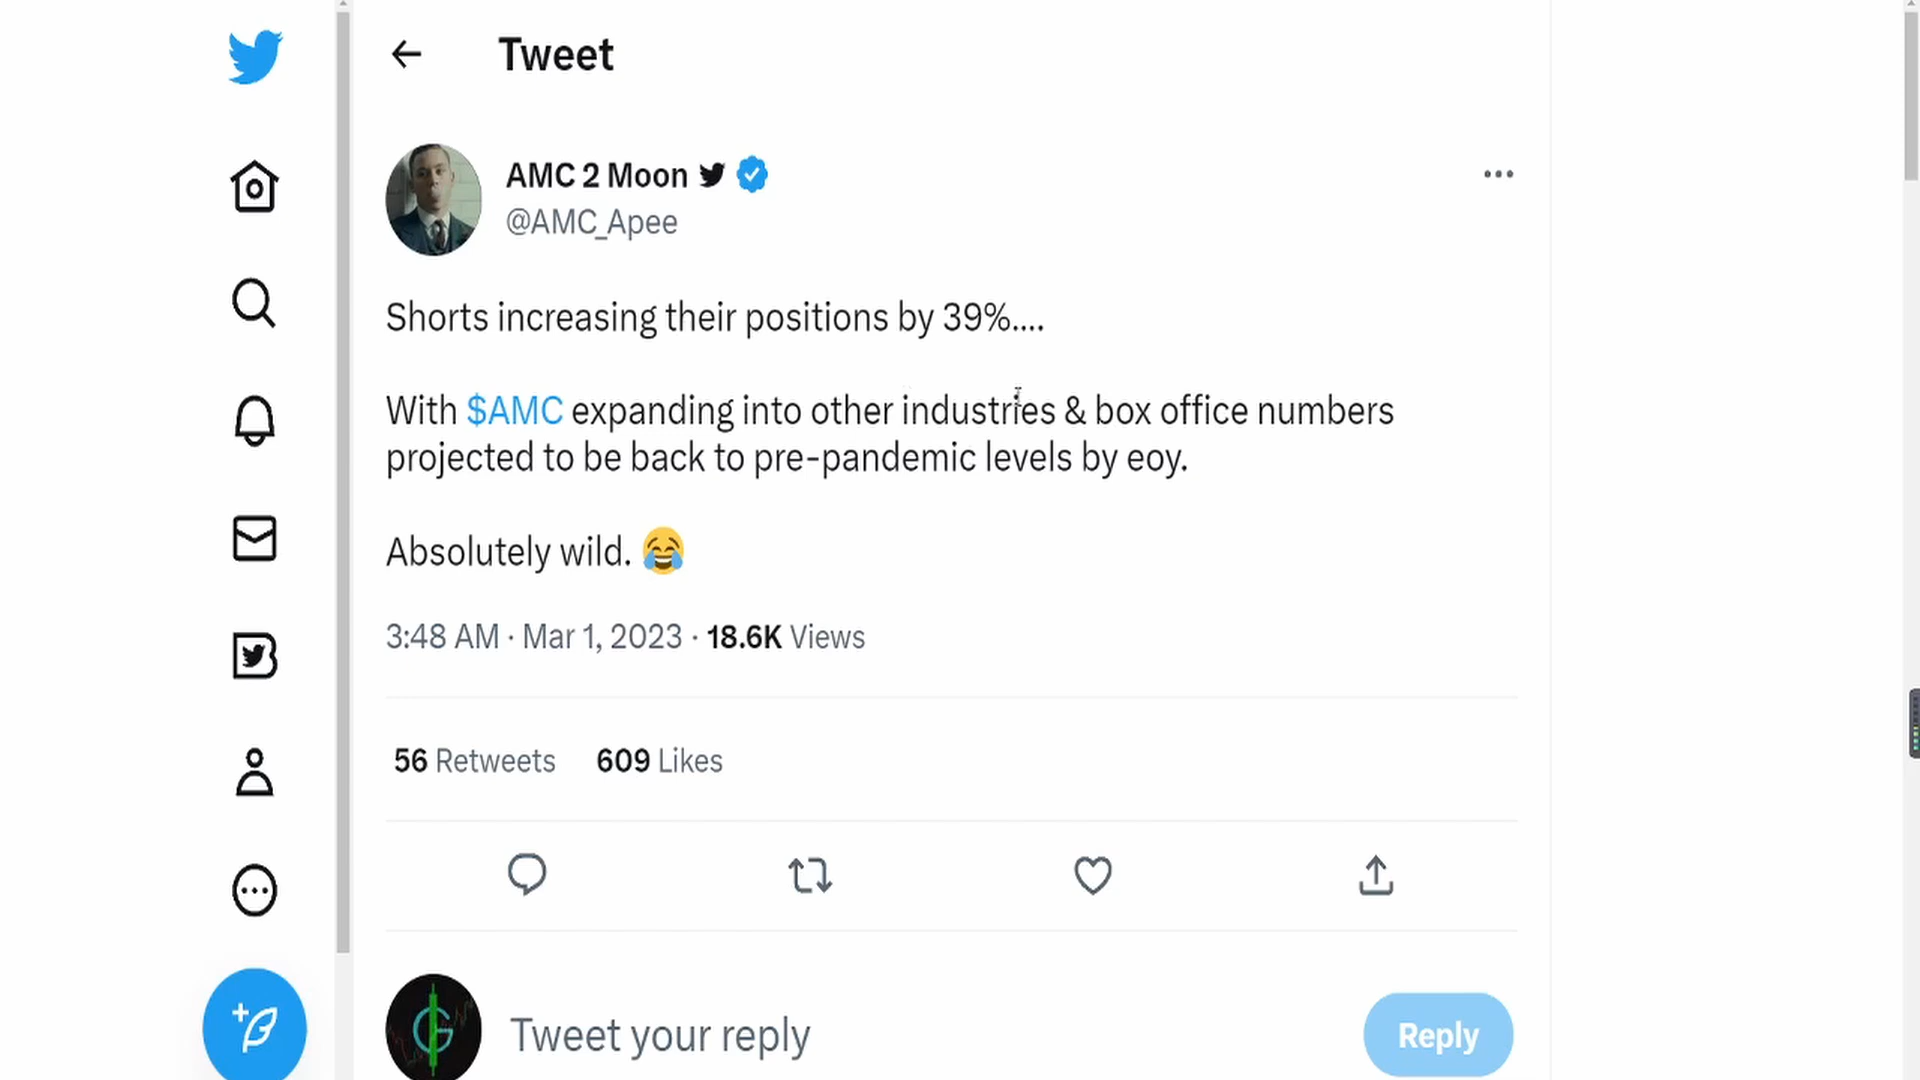 Tweet
AMC 2 Moon
@AMC_Apee
Shorts increasing their positions by 39%....
With $AMC expanding into other industries & box office numbers
projected to be back to pre-pandemic levels by eoy.
Absolutely wild. 😂
3:48 AM · Mar 1, 2023 · 18.6K Views
56 Retweets 609 Likes
Tweet your reply
Reply